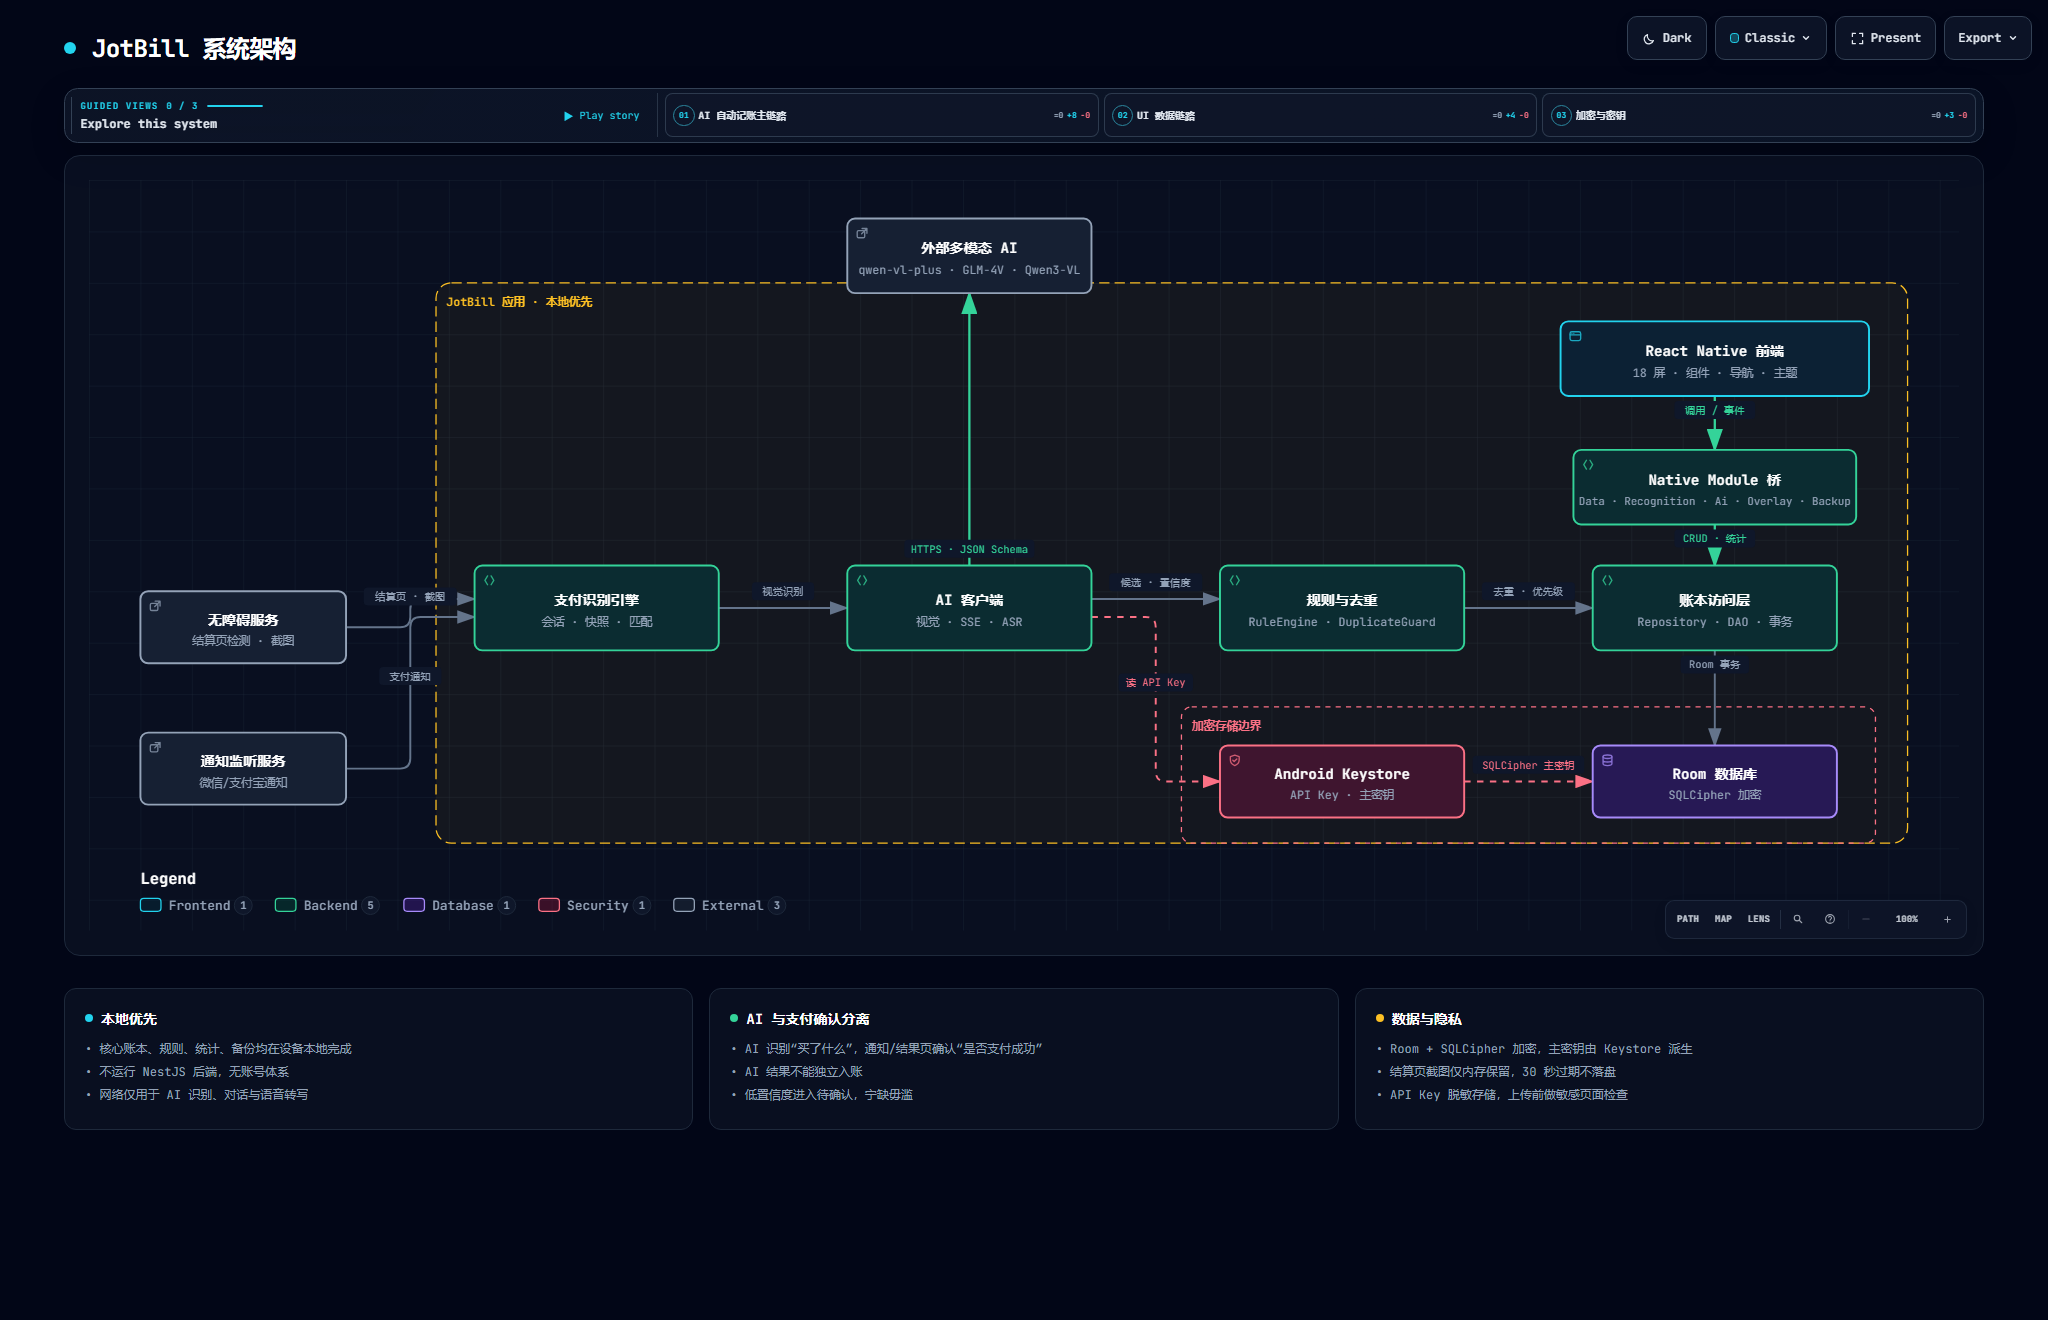 JotBill 系统架构
Dark
Classic
Present
Export
GUIDED VIEWS 0 / 3
Explore this system
Play story
01 AI 自动记账主链路 =0 +8 -0
02 UI 数据链路 =0 +4 -0
03 加密与密钥 =0 +3 -0
外部多模态 AI
qwen-vl-plus · GLM-4V · Qwen3-VL
JotBill 应用 · 本地优先
React Native 前端
18 屏 · 组件 · 导航 · 主题
调用 / 事件
Native Module 桥
Data · Recognition · Ai · Overlay · Backup
CRUD · 统计
HTTPS · JSON Schema
无障碍服务
结算页检测 · 截图
结算页 · 截图
支付识别引擎
会话 · 快照 · 匹配
视觉识别
AI 客户端
视觉 · SSE · ASR
候选 · 置信度
规则与去重
RuleEngine · DuplicateGuard
去重 · 优先级
账本访问层
Repository · DAO · 事务
支付通知
读 API Key
Room 事务
通知监听服务
微信/支付宝通知
加密存储边界
Android Keystore
API Key · 主密钥
SQLCipher 主密钥
Room 数据库
SQLCipher 加密
Legend
Frontend 1
Backend 5
Database 1
Security 1
External 3
PATH MAP LENS − 100% +
本地优先
• 核心账本、规则、统计、备份均在设备本地完成
• 不运行 NestJS 后端，无账号体系
• 网络仅用于 AI 识别、对话与语音转写
AI 与支付确认分离
• AI 识别“买了什么”，通知/结果页确认“是否支付成功”
• AI 结果不能独立入账
• 低置信度进入待确认，宁缺毋滥
数据与隐私
• Room + SQLCipher 加密，主密钥由 Keystore 派生
• 结算页截图仅内存保留，30 秒过期不落盘
• API Key 脱敏存储，上传前做敏感页面检查